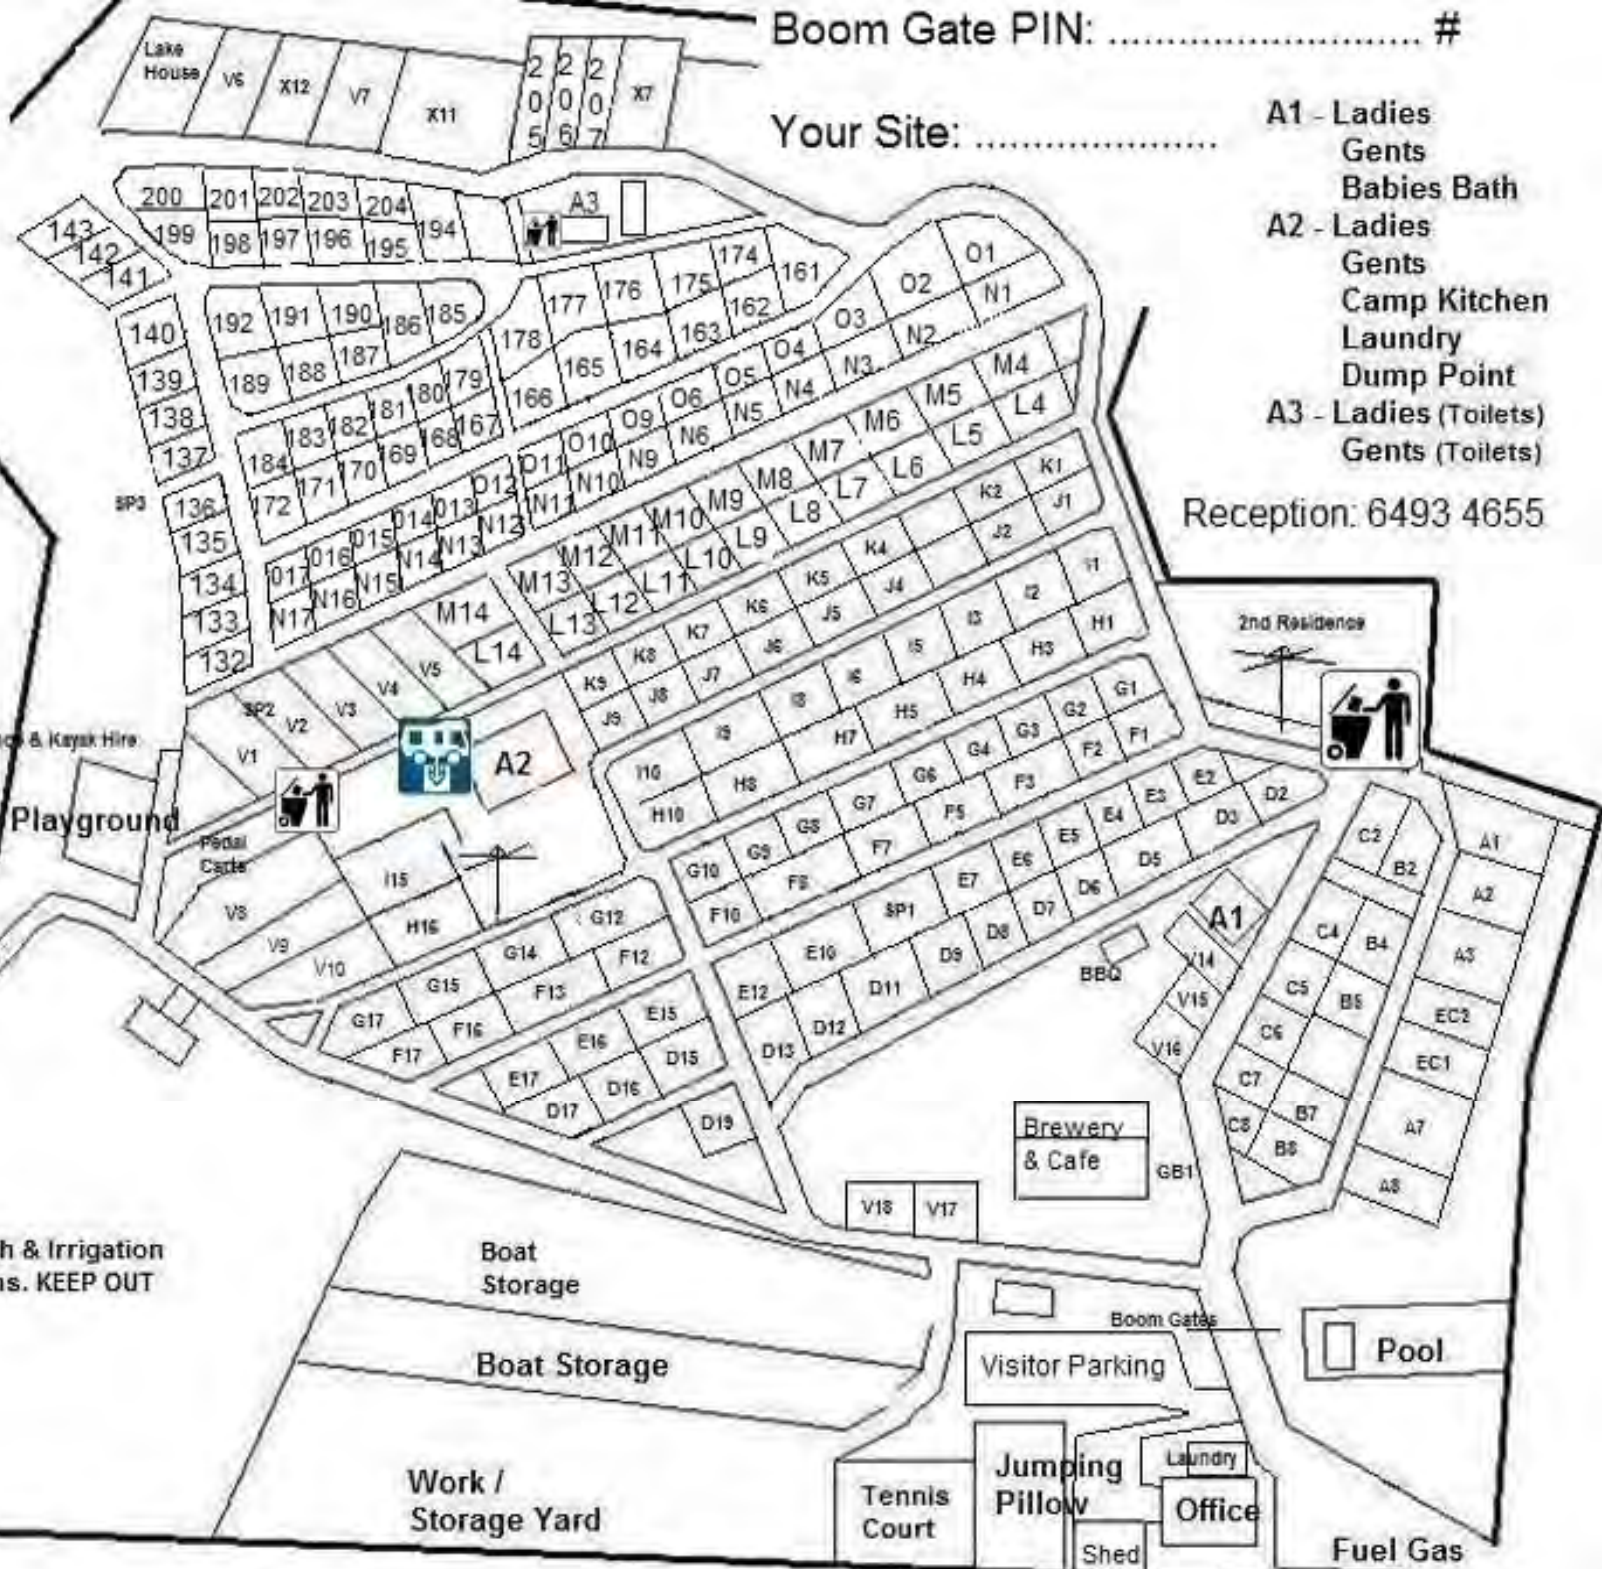 Boom Gate PIN: ............................ #
Your Site: .....................
A1 - Ladies
Gents
Babies Bath
A2 - Ladies
Gents
Camp Kitchen
Laundry
Dump Point
A3 - Ladies (Toilets)
Gents (Toilets)
Reception: 6493 4655
Lake
House
V6
X12
V7
X11
205
206
207
X7
200
201
202
203
204
194
A3
199
198
197
196
195
143
142
141
192
191
190
186
185
189
188
187
177
176
175
174
161
178
165
164
163
162
166
140
139
138
137
SP3
136
135
134
133
132
184
183
182
181
180
179
172
171
170
169
168
167
O1
O2
O3
O4
O5
O6
O9
O10
O11
O12
013
014
015
016
017
N1
N2
N3
N4
N5
N6
N9
N10
N11
N12
N13
N14
N15
N16
N17
M4
M5
M6
M7
M8
M9
M10
M11
M12
M13
M14
L4
L5
L6
L7
L8
L9
L10
L11
L12
L13
L14
K1
K2
K4
K5
K6
K7
K8
K9
J1
J2
J4
J5
J6
J7
J8
J9
I1
I2
I3
I5
I6
I8
I9
I10
H1
H3
H4
H5
H7
H8
H10
G1
G2
G3
G4
G6
G7
G8
G9
G10
F1
F2
F3
F5
F7
F8
F10
E2
E3
E4
E5
E6
E7
SP1
E10
E12
D2
D3
D5
D6
D7
D8
D9
D11
D12
D13
2nd Residence
SP2
V1
V2
V3
V4
V5
A2
& Kayak Hire
Playground
Pedal
Carts
V8
V9
V10
I15
H16
G12
G14
G15
G17
F12
F13
F16
F17
E15
E16
E17
D15
D16
D17
D19
A1
BBQ
V14
V15
V16
C2
B2
C4
B4
C5
B5
C6
C7
B7
C8
B8
A1
A2
A3
EC2
EC1
A7
A8
Brewery
& Cafe
GB1
V18
V17
h & Irrigation
ns. KEEP OUT
Boat
Storage
Boat Storage
Work /
Storage Yard
Boom Gates
Visitor Parking
Pool
Jumping
Pillow
Laundry
Office
Tennis
Court
Shed
Fuel Gas